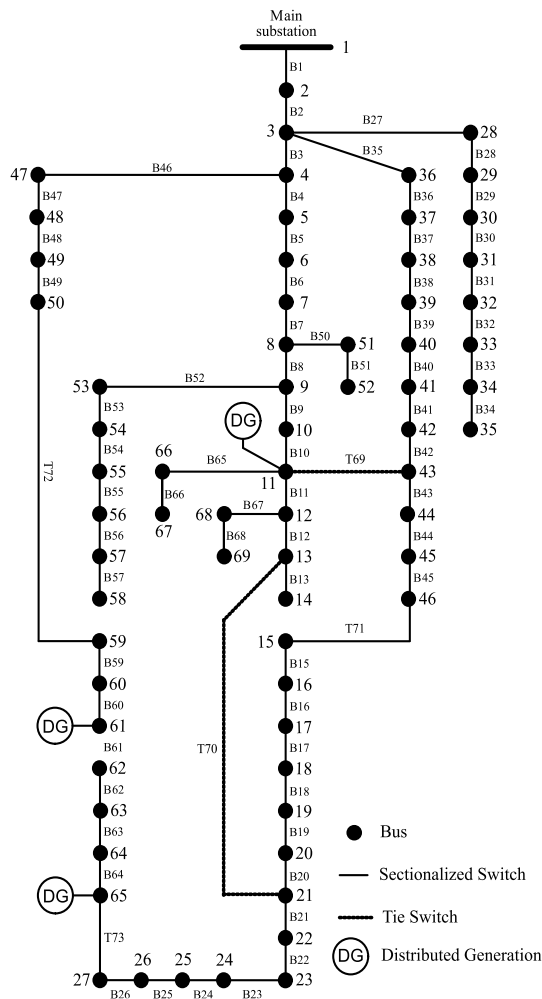 Main
substation
1
B1
2
B2
3
B27
28
B35
B3
B28
47
B46
4
36
29
B47
B4
B36
B29
48
5
37
30
B48
B5
B37
B30
49
6
38
31
B49
B6
B38
B31
50
7
39
32
B7
B39
B32
8
B50
51
40
33
B8
B51
B40
B33
53
B52
9
52
41
34
B53
B9
B41
B34
54
DG
10
42
35
B54
66
B10
B42
T72
55
B65
11
T69
43
B55
B66
B11
B43
56
67
68
B67
12
44
B56
B68
B12
B44
57
69
13
45
B57
B13
B45
58
14
46
59
15
T71
B59
B15
60
16
B60
B16
DG
61
17
B61
T70
B17
62
18
B62
B18
63
19
Bus
B63
B19
64
20
Sectionalized Switch
B64
B20
DG
65
21
Tie Switch
B21
22
DG
Distributed Generation
T73
26
25
24
B22
27
23
B26
B25
B24
B23